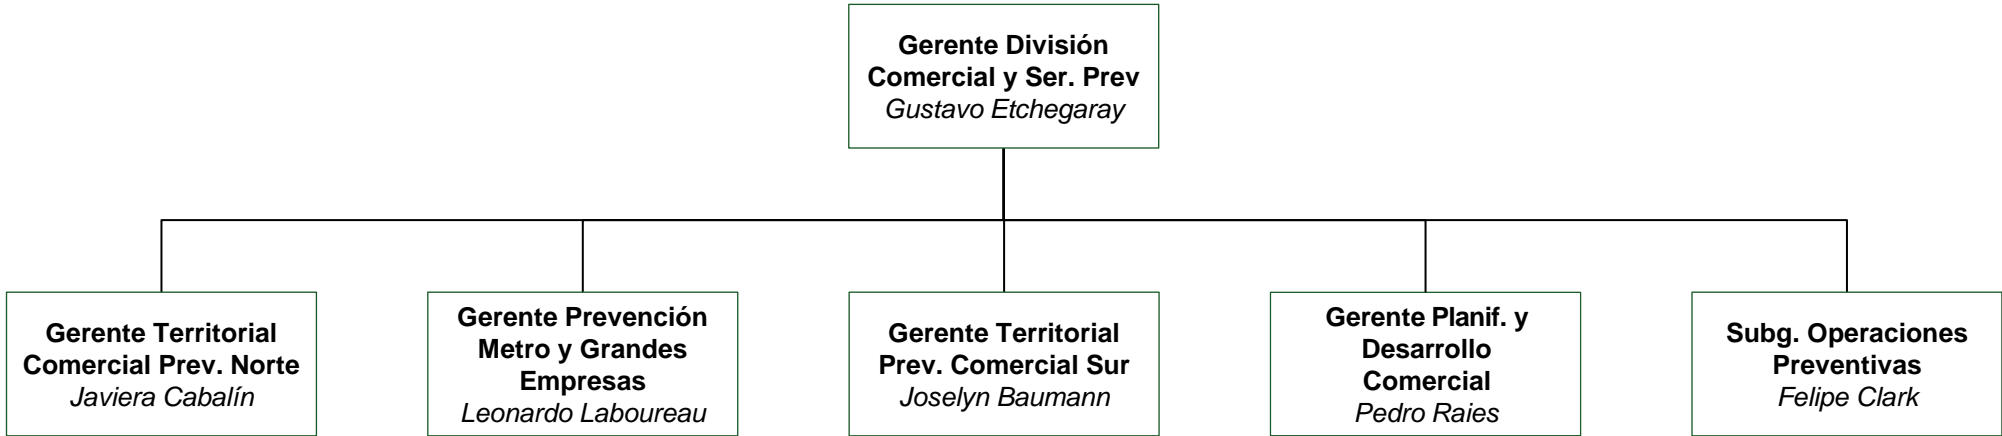 Gerente División
Comercial y Ser. Prev
Gustavo Etchegaray
Gerente Territorial
Comercial Prev. Norte
Javiera Cabalín
Gerente Prevención
Metro y Grandes
Empresas
Leonardo Laboureau
Gerente Territorial
Prev. Comercial Sur
Joselyn Baumann
Gerente Planif. y
Desarrollo
Comercial
Pedro Raies
Subg. Operaciones
Preventivas
Felipe Clark